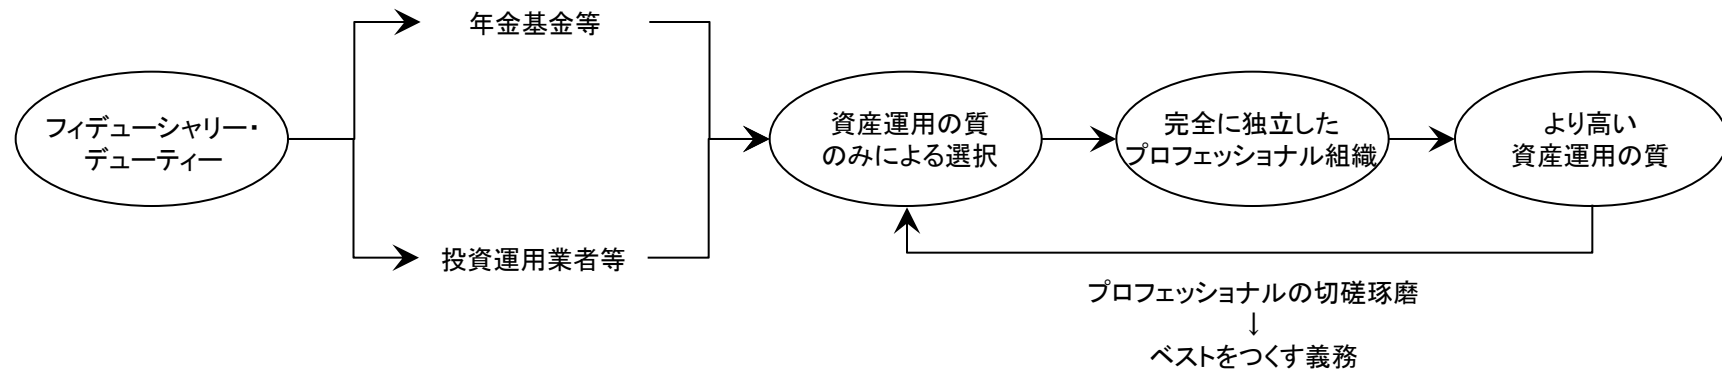 フィデューシャリー・
デューティー
年金基金等
投資運用業者等
資産運用の質
のみによる選択
完全に独立した
プロフェッショナル組織
より高い
資産運用の質
プロフェッショナルの切磋琢磨
↓
ベストをつくす義務